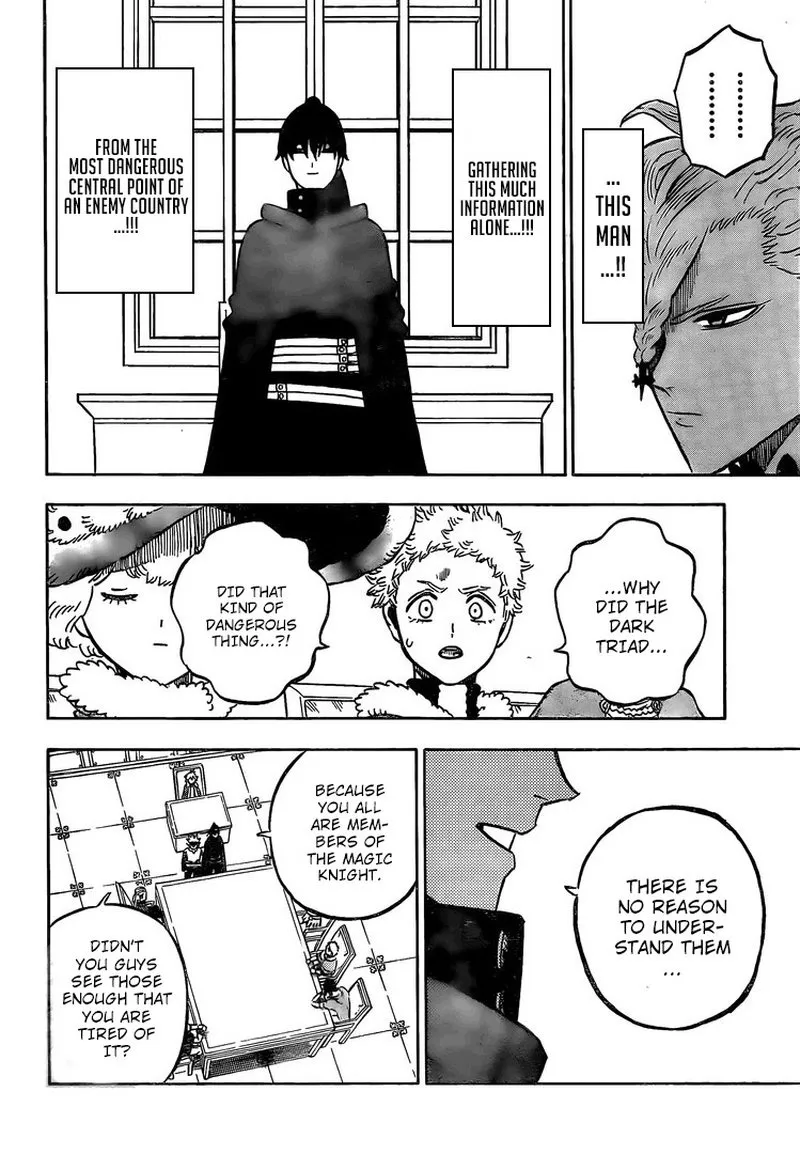 ......
......
...
THIS
MAN
...!!
GATHERING
THIS MUCH
INFORMATION
ALONE...!!!
FROM THE
MOST DANGEROUS
CENTRAL POINT OF
AN ENEMY COUNTRY
...!!!
...WHY
DID THE
DARK
TRIAD...
DID THAT
KIND OF
DANGEROUS
THING...?!
THERE IS
NO REASON
TO UNDER-
STAND THEM
...
BECAUSE
YOU ALL
ARE MEM-
BERS OF
THE MAGIC
KNIGHT.
DIDN'T
YOU GUYS
SEE THOSE
ENOUGH THAT
YOU ARE
TIRED OF
IT?